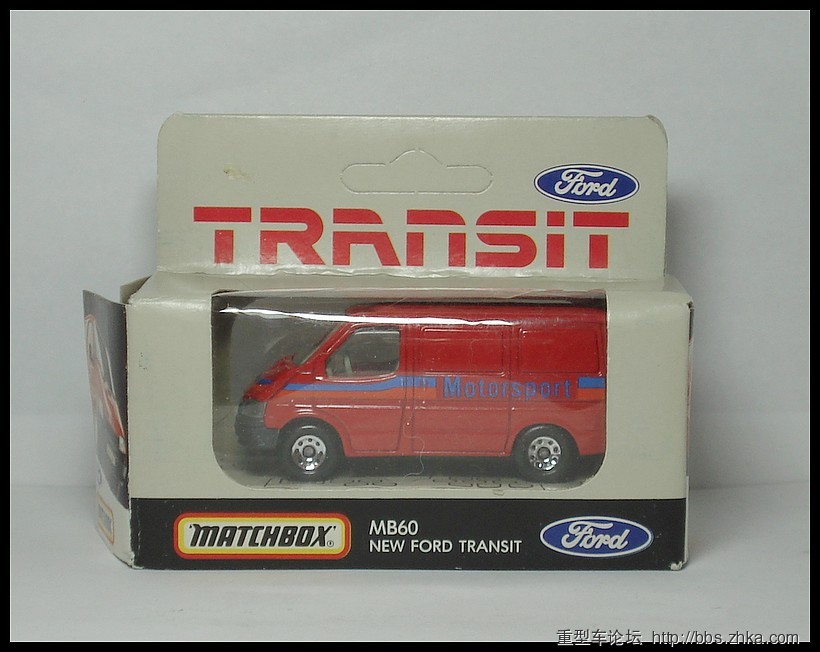 Ford
TRANSIT
Motorsport
"MATCHBOX"®
MB60
NEW FORD TRANSIT
Ford
重型车论坛 http://bbs.zhka.com